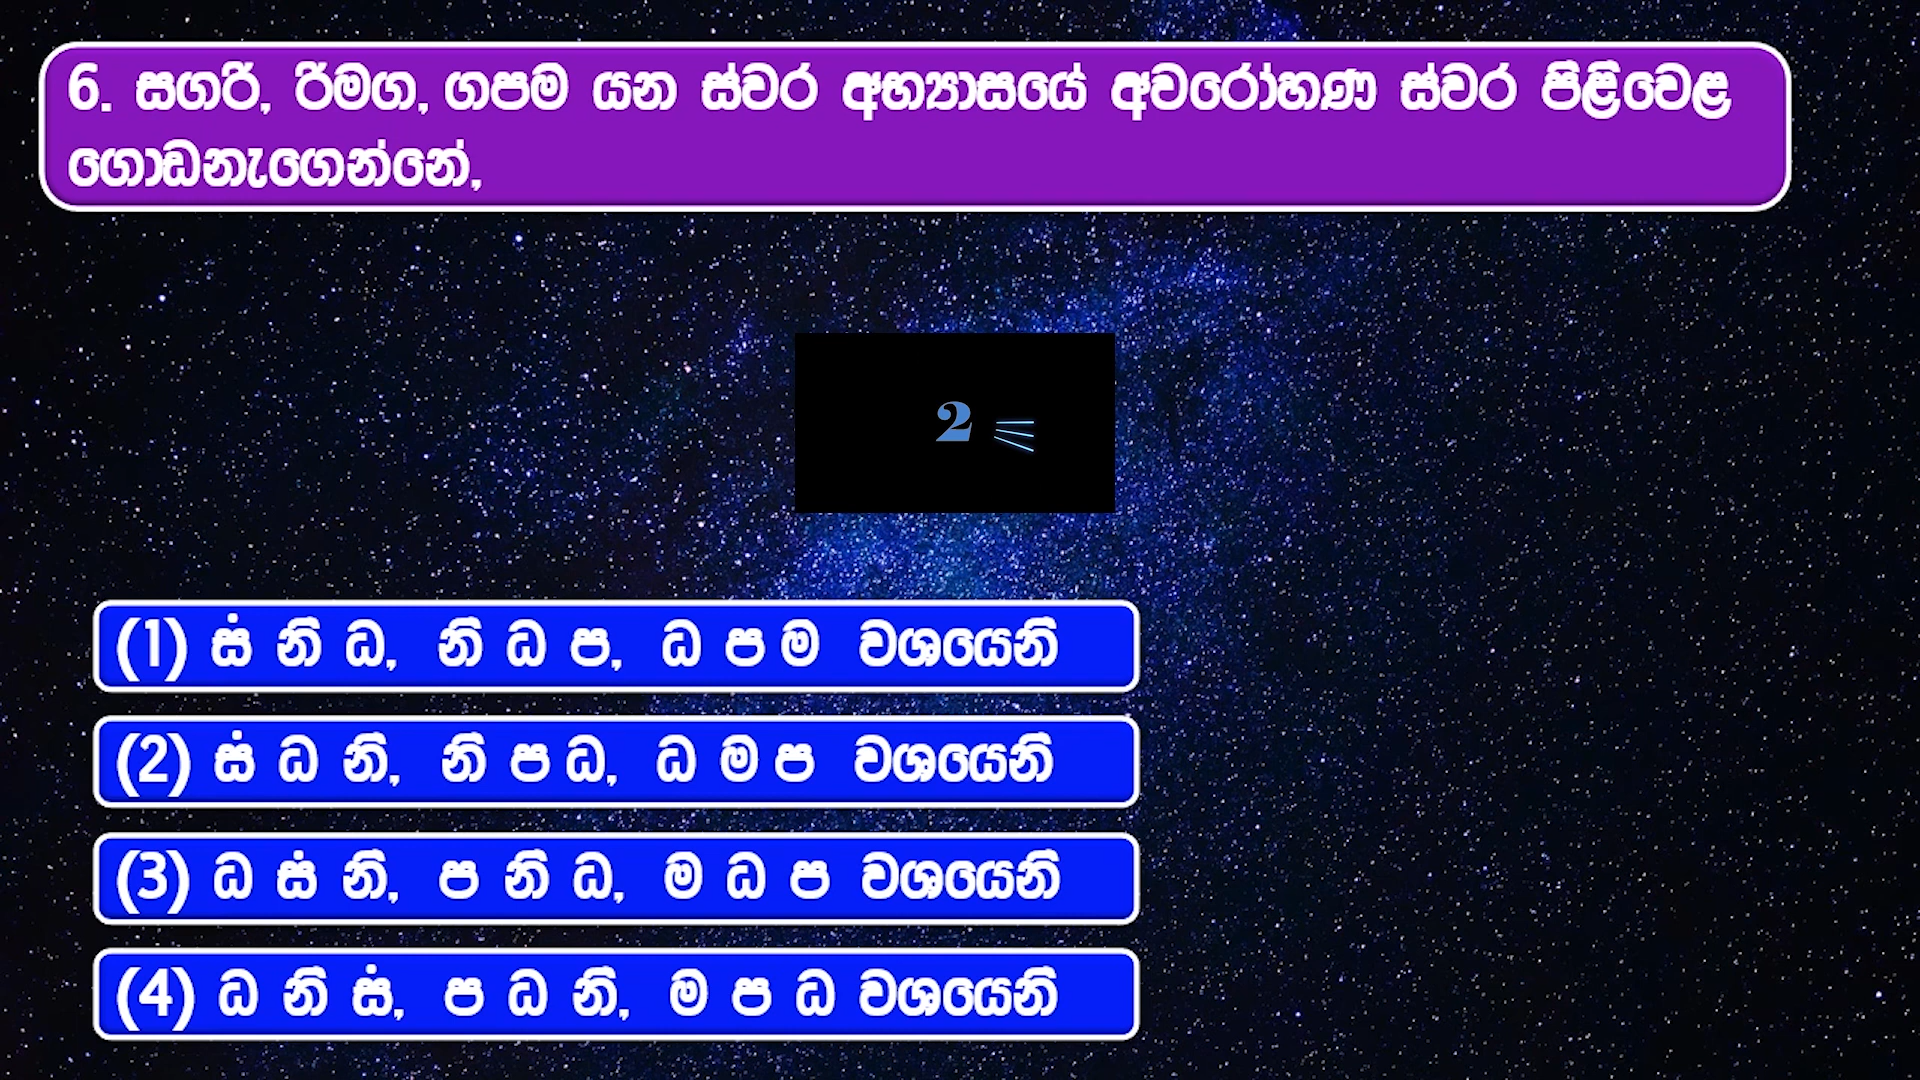 6. සගරි, රිමග, ගපම යන ස්වර අභ්‍යාසයේ අවරෝහණ ස්වර පිළිවෙළ
ගොඩනැගෙන්නේ,
2
(1) ස් නි ධ, නි ධ ප, ධ ප ම වශයෙනි
(2) ස් ධ නි, නි ප ධ, ධ ම ප වශයෙනි
(3) ධ ස් නි, ප නි ධ, ම ධ ප වශයෙනි
(4) ධ නි ස්, ප ධ නි, ම ප ධ වශයෙනි